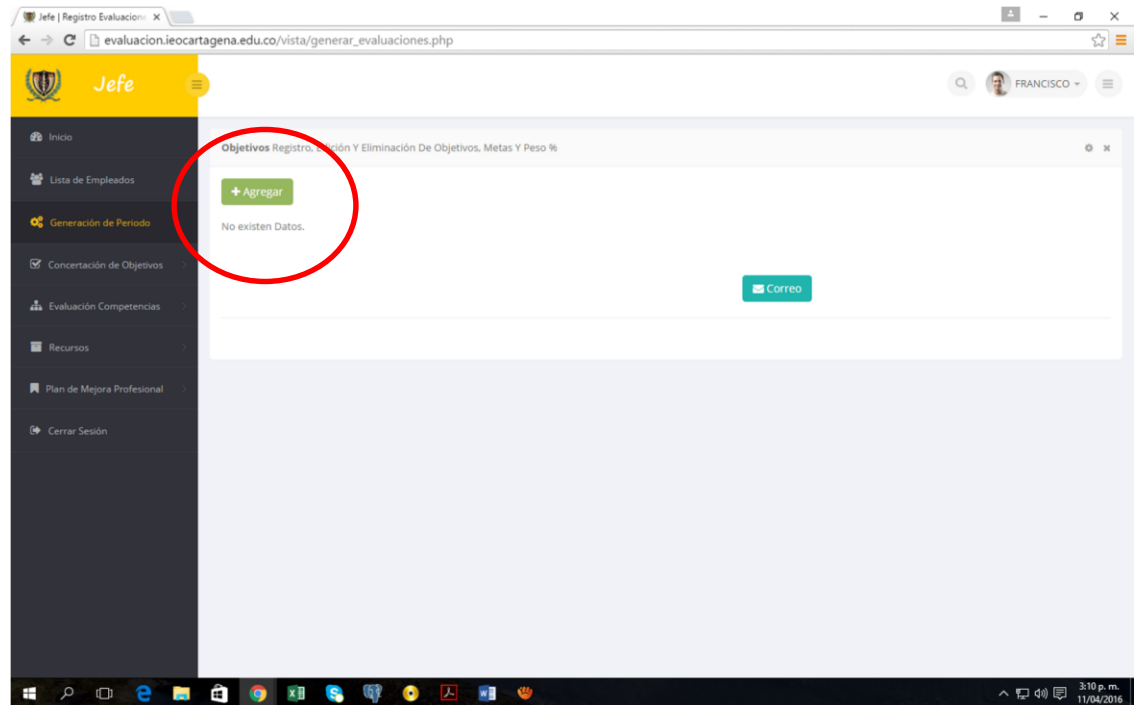 Jefe | Registro Evaluacione
evaluacion.ieocartagena.edu.co/vista/generar_evaluaciones.php
Jefe
FRANCISCO
Inicio
Lista de Empleados
Generación de Periodo
Concertación de Objetivos
Evaluación Competencias
Recursos
Plan de Mejora Profesional
Cerrar Sesión
Objetivos Registro, Edición Y Eliminación De Objetivos, Metas Y Peso %
+ Agregar
No existen Datos.
Correo
3:10 p. m.
11/04/2016